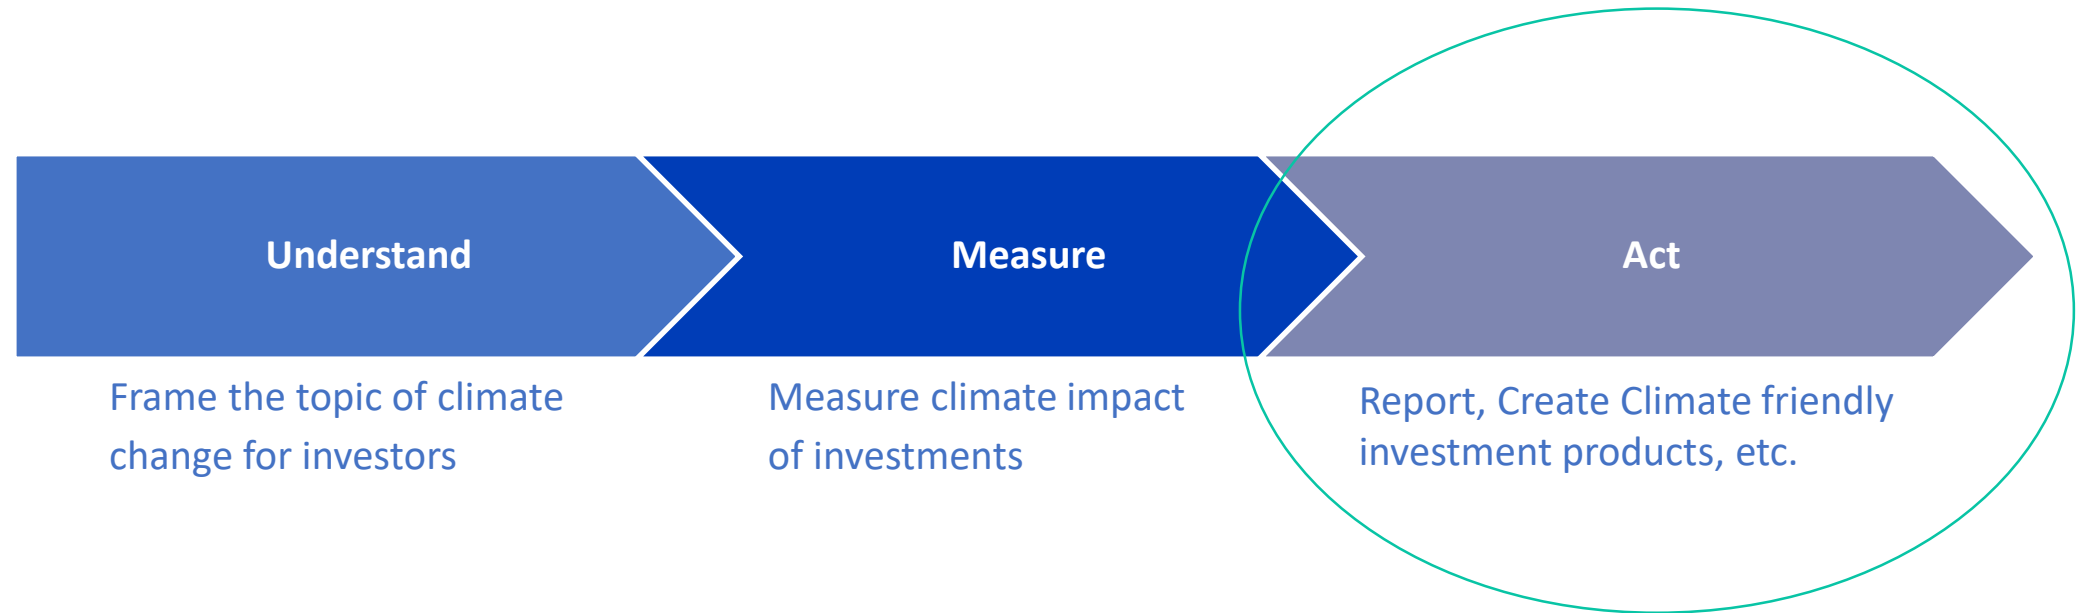 Understand
Measure
Act
Frame the topic of climate
change for investors
Measure climate impact
of investments
Report, Create Climate friendly
investment products, etc.